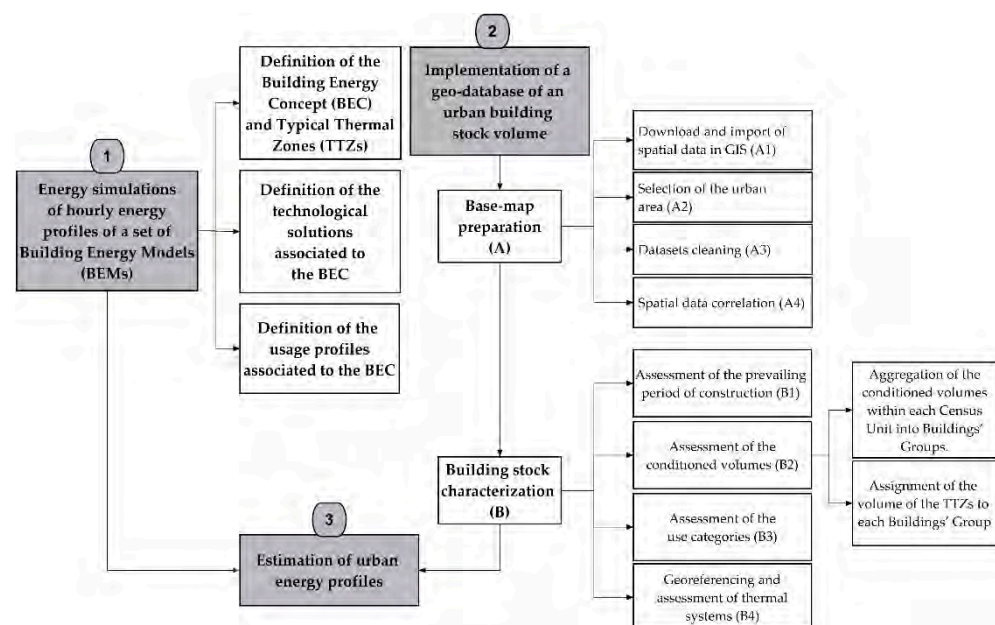 1
Energy simulations
of hourly energy
profiles of a set of
Building Energy Models
(BEMs)
Definition of the
Building Energy
Concept (BEC)
and Typical Thermal
Zones (TTZs)
Definition of the
technological
solutions
associated to
the BEC
Definition of the
usage profiles
associated to the BEC
2
Implementation of a
geo-database of an
urban building
stock volume
Base-map
preparation
(A)
Download and import of
spatial data in GIS (A1)
Selection of the urban
area (A2)
Datasets cleaning (A3)
Spatial data correlation (A4)
Building stock
characterization
(B)
Assessment of the prevailing
period of construction (B1)
Assessment of the
conditioned volumes (B2)
Assessment of the
use categories (B3)
Georeferencing and
assessment of thermal
systems (B4)
Aggregation of the
conditioned volumes
within each Census
Unit into Buildings'
Groups.
Assignment of the
volume of the TTZs to
each Buildings' Group
3
Estimation of urban
energy profiles